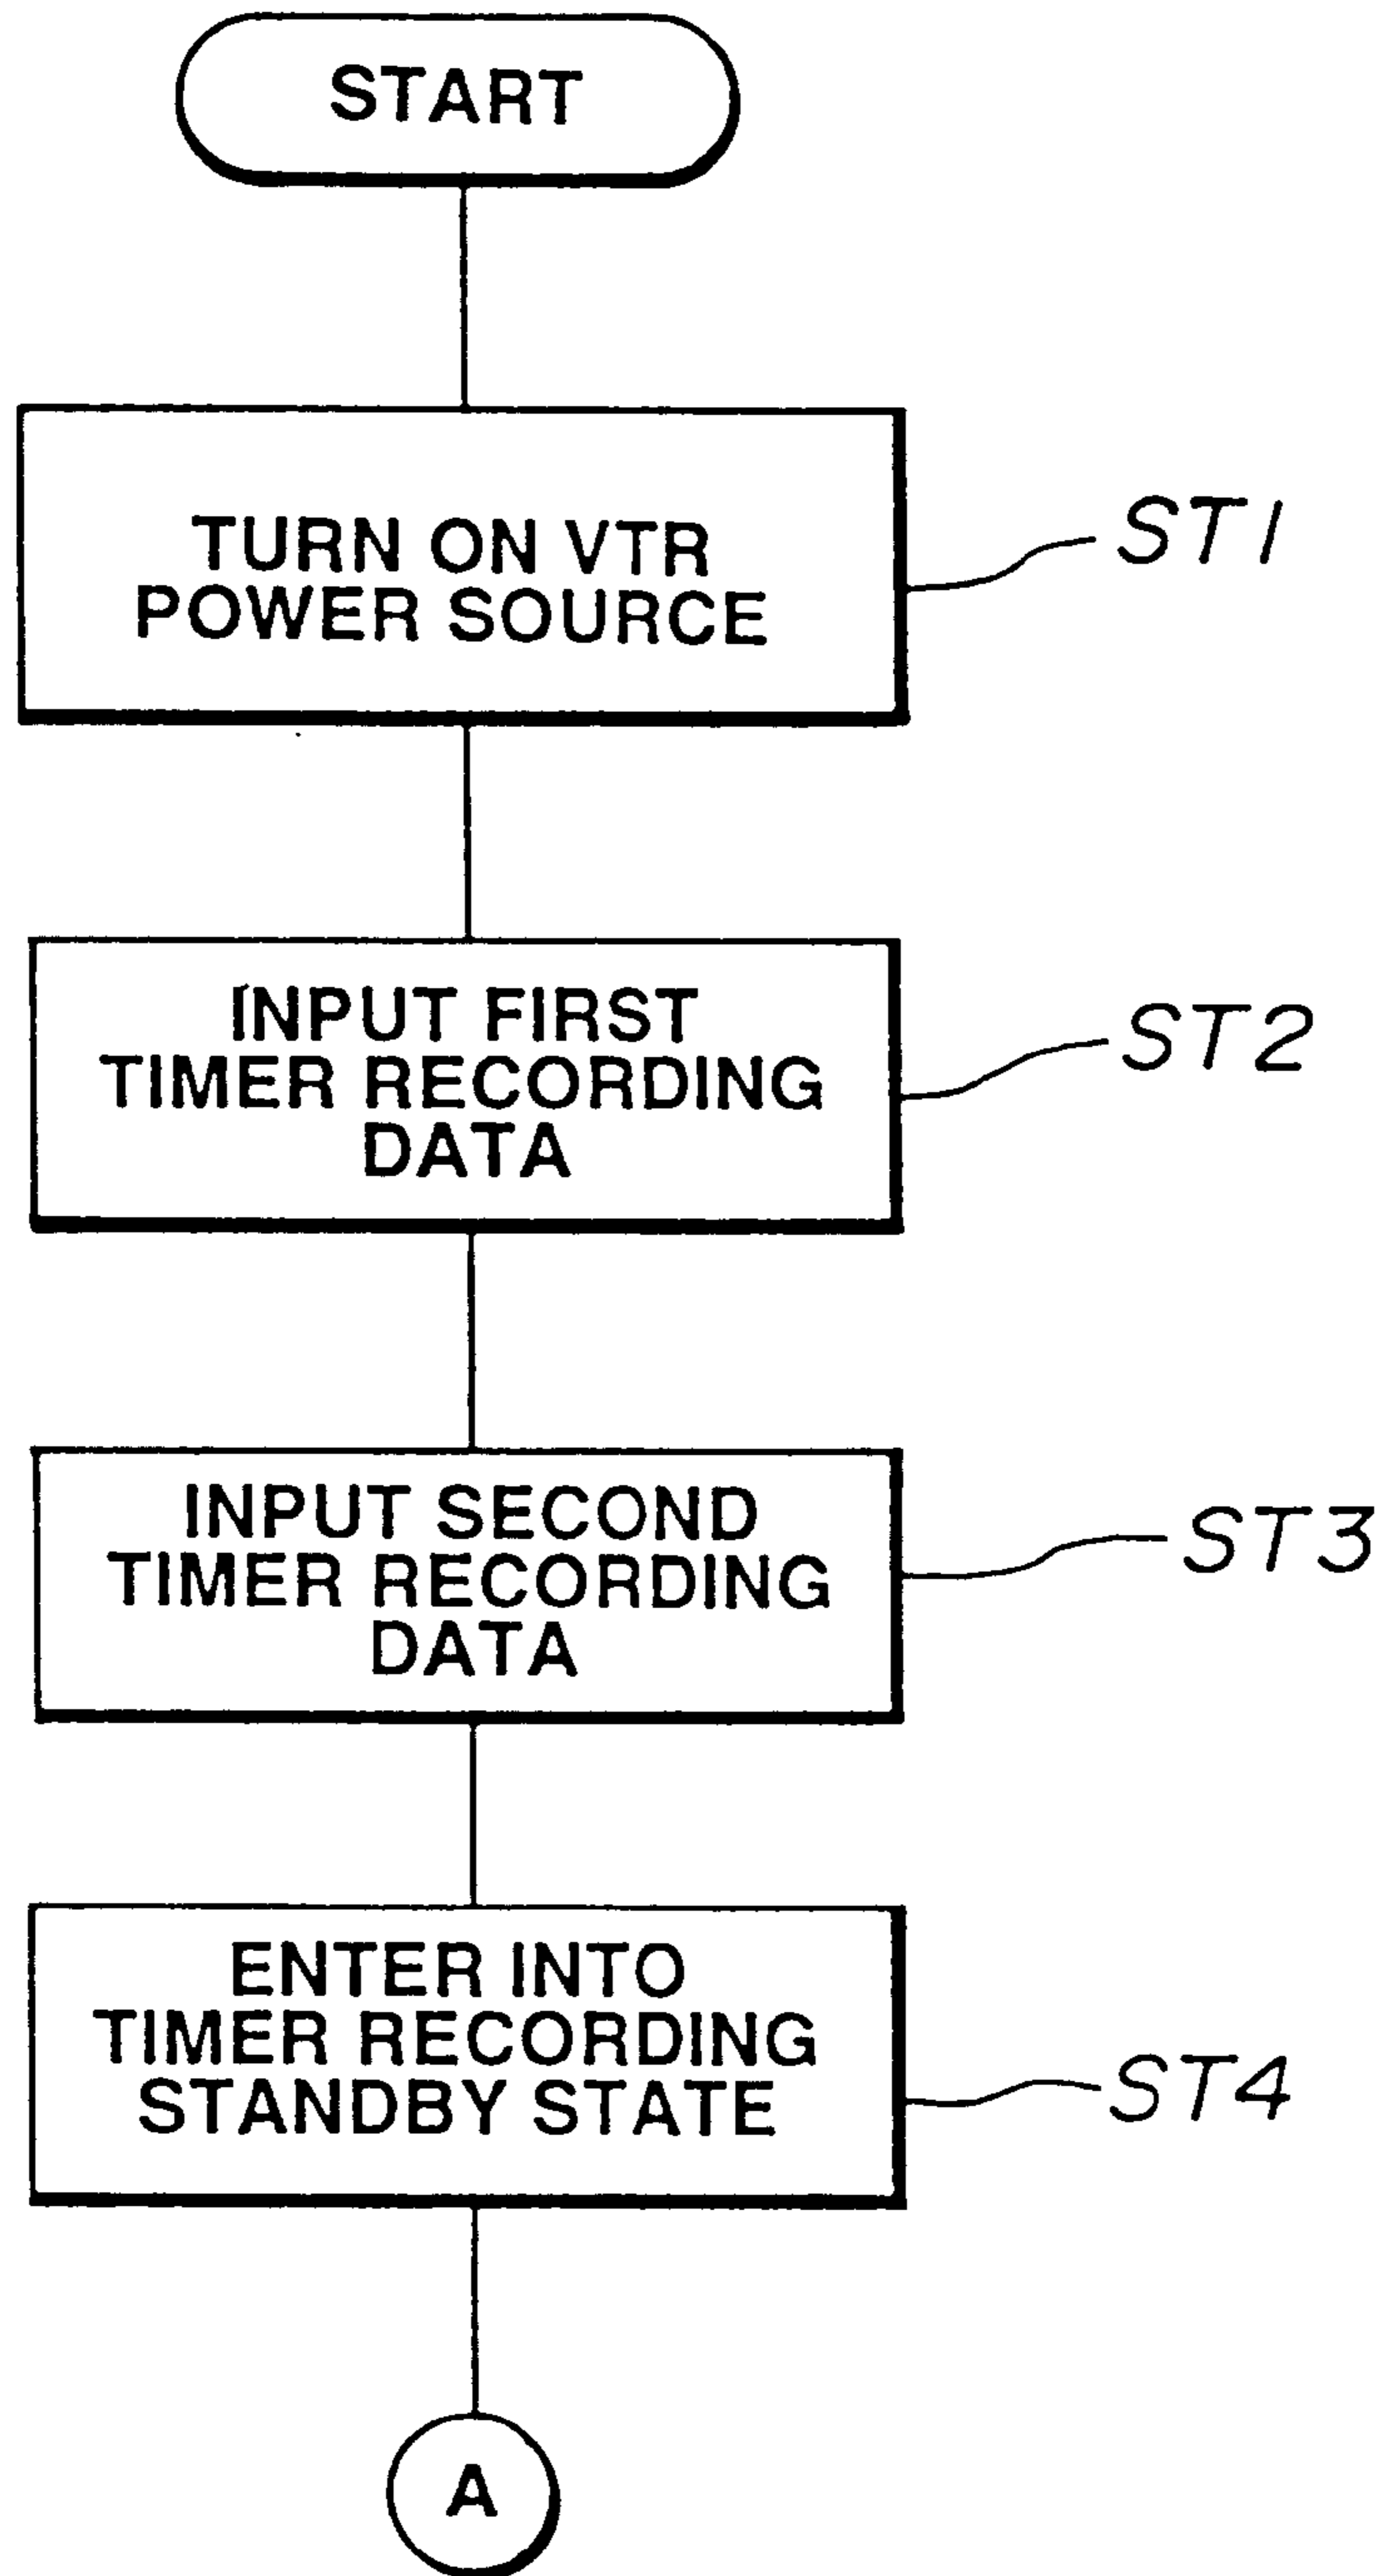 START
TURN ON VTR
POWER SOURCE
ST1
INPUT FIRST
TIMER RECORDING
DATA
ST2
INPUT SECOND
TIMER RECORDING
DATA
ST3
ENTER INTO
TIMER RECORDING
STANDBY STATE
ST4
A